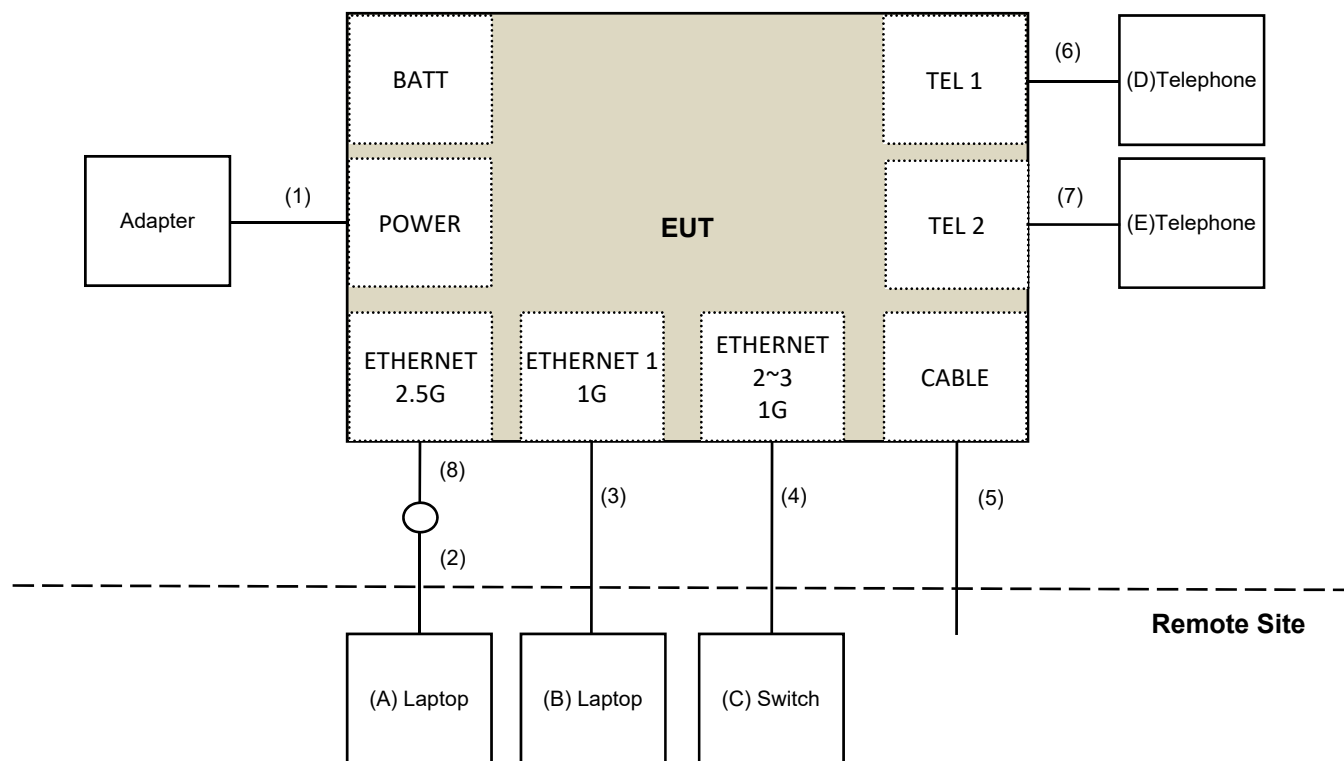 BATT
TEL 1
(6)
(D)Telephone
Adapter
(1)
POWER
EUT
TEL 2
(7)
(E)Telephone
ETHERNET
2.5G
ETHERNET 1
1G
ETHERNET
2~3
1G
CABLE
(8)
(3)
(4)
(5)
(2)
Remote Site
(A) Laptop
(B) Laptop
(C) Switch